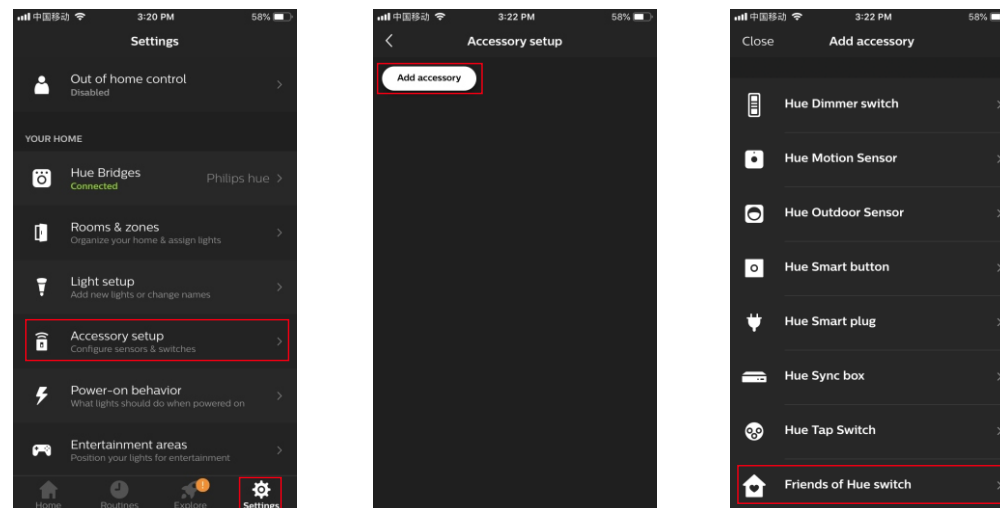 中国移动 3:20 PM 58%
Settings
Out of home control
Disabled
YOUR HOME
Hue Bridges
Connected
Philips hue
Rooms & zones
Organize your home & assign lights
Light setup
Add new lights or change names
Accessory setup
Configure sensors & switches
Power-on behavior
What lights should do when powered on
Entertainment areas
Position your lights for entertainment
Home Routines Explore Settings
中国移动 3:22 PM 58%
Accessory setup
Add accessory
中国移动 3:22 PM 58%
Close Add accessory
Hue Dimmer switch
Hue Motion Sensor
Hue Outdoor Sensor
Hue Smart button
Hue Smart plug
Hue Sync box
Hue Tap Switch
Friends of Hue switch